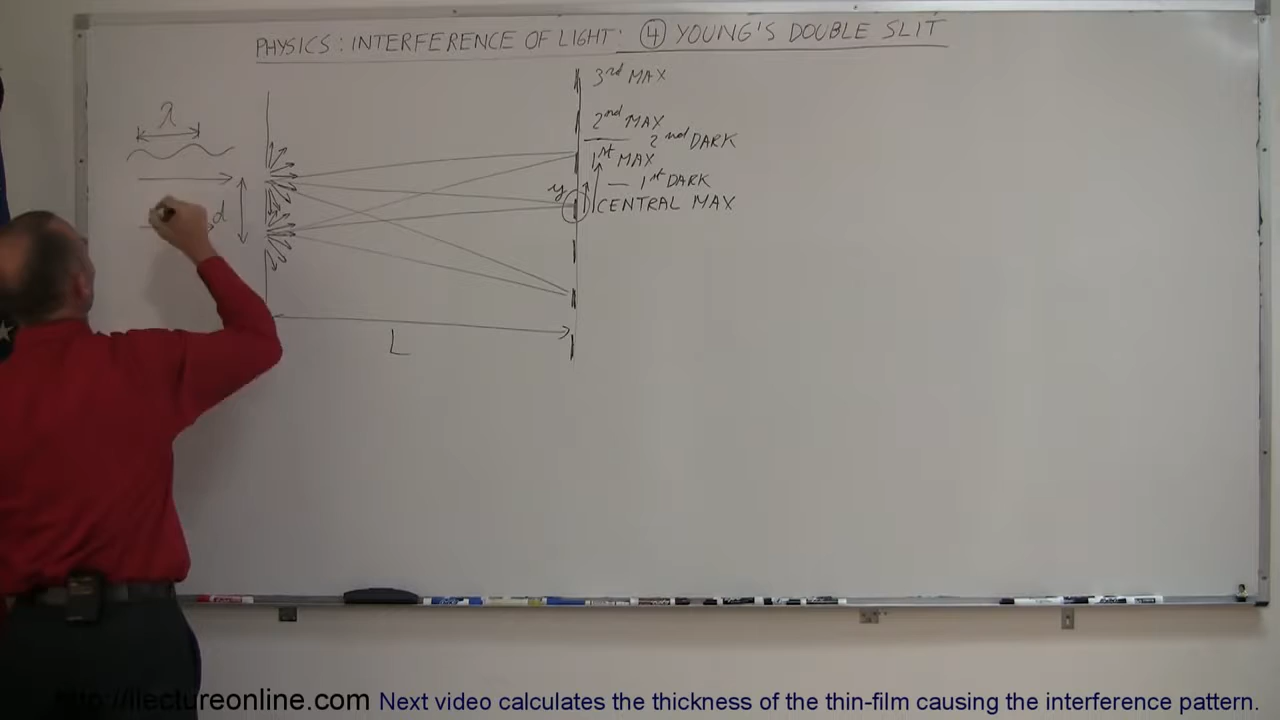 PHYSICS: INTERFERENCE OF LIGHT: ④ YOUNG'S DOUBLE SLIT
3rd MAX
λ
2nd MAX
2nd DARK
1st MAX
1st DARK
y
CENTRAL MAX
d
L
http://ilectureonline.com Next video calculates the thickness of the thin-film causing the interference pattern.